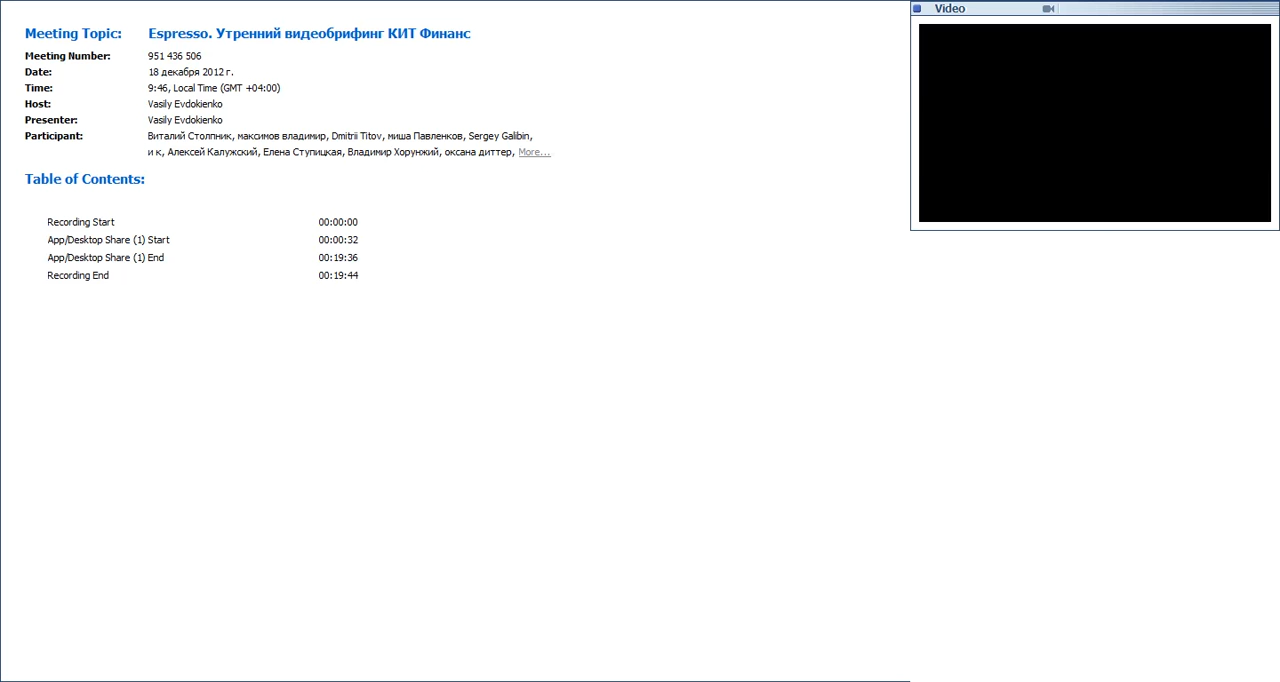 Meeting Topic: Espresso. Утренний видеобрифинг КИТ Финанс
Meeting Number: 951 436 506
Date: 18 декабря 2012 г.
Time: 9:46, Local Time (GMT +04:00)
Host: Vasily Evdokienko
Presenter: Vasily Evdokienko
Participant: Виталий Столпник, максимов владимир, Dmitrii Titov, миша Павленков, Sergey Galibin,
и к, Алексей Калужский, Елена Ступицкая, Владимир Хорунжий, оксана диттер, More...
Table of Contents:
Recording Start 00:00:00
App/Desktop Share (1) Start 00:00:32
App/Desktop Share (1) End 00:19:36
Recording End 00:19:44
Video